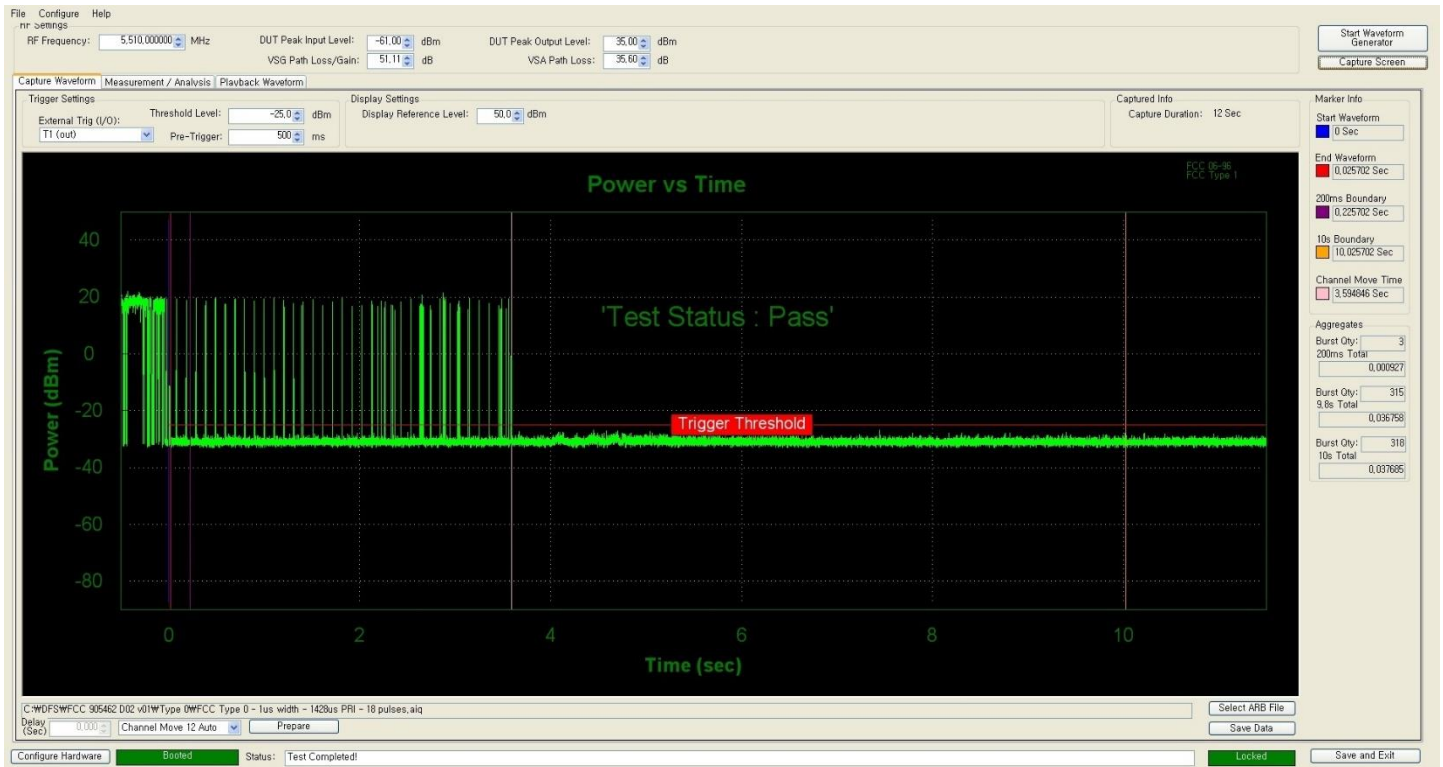 File Configure Help
RF Settings
RF Frequency: 5,510,000000 MHz DUT Peak Input Level: -61,00 dBm DUT Peak Output Level: 35,00 dBm
VSG Path Loss/Gain: 51,11 dB VSA Path Loss: 35,60 dB
Start Waveform Generator
Capture Screen
Capture Waveform Measurement / Analysis Playback Waveform
Trigger Settings
External Trig (I/O): Threshold Level: -25,0 dBm
T1 (out) Pre-Trigger: 500 ms
Display Settings
Display Reference Level: 50,0 dBm
Captured Info
Capture Duration: 12 Sec
Marker Info
Start Waveform
0 Sec
End Waveform
0,025702 Sec
200ms Boundary
0,225702 Sec
10s Boundary
10,025702 Sec
Channel Move Time
3,594846 Sec
Aggregates
Burst Qty: 3
200ms Total
0,000927
Burst Qty: 315
9,8s Total
0,036758
Burst Qty: 318
10s Total
0,037685
FCC 06-96
FCC Type 1
Power vs Time
'Test Status : Pass'
Trigger Threshold
Power (dBm)
40
20
0
-20
-40
-60
-80
0 2 4 6 8 10
Time (sec)
C:₩DFS₩FCC 905462 D02 v01₩Type 0₩FCC Type 0 - 1us width - 1428us PRI - 18 pulses,aiq
Select ARB File
Delay (Sec) 0,000 Channel Move 12 Auto Prepare
Save Data
Configure Hardware Booted Status: Test Completed! Locked Save and Exit